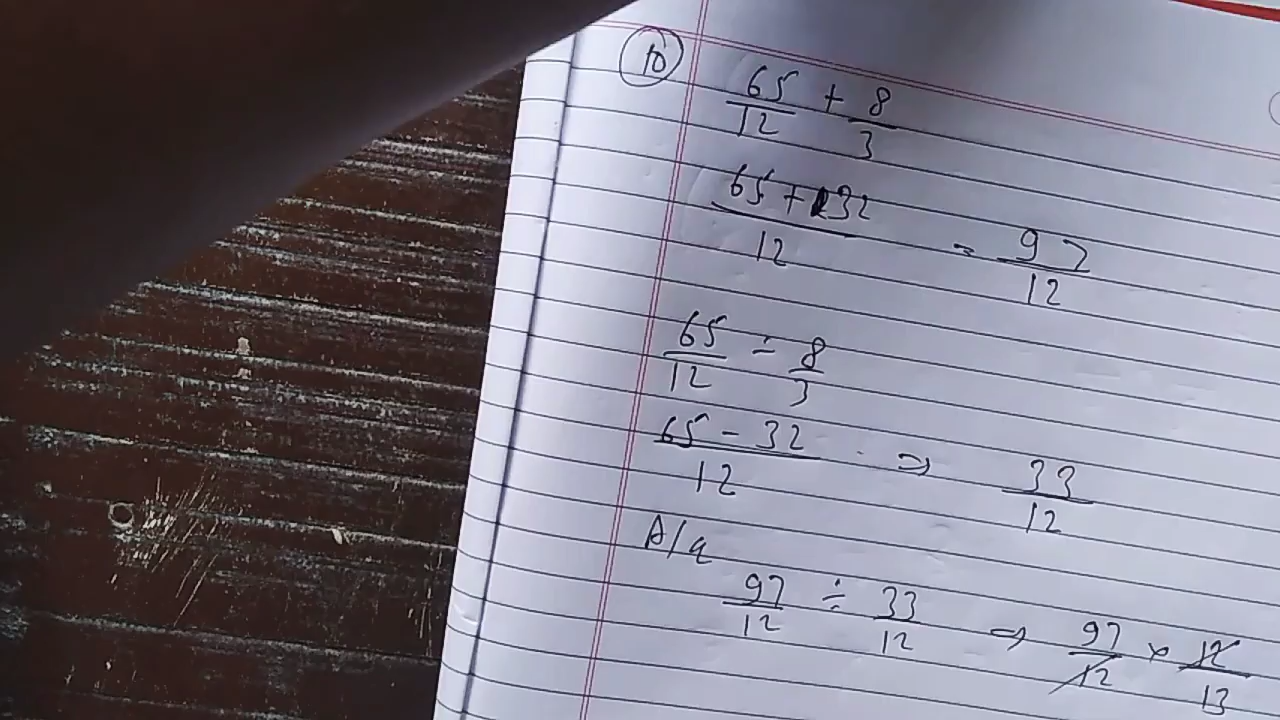 10
65/12 + 8/3
65 + 32 / 12 = 97/12
65/12 - 8/3
65 - 32 / 12 ⇒ 33/12
A/q
97/12 ÷ 33/12 ⇒ 97/12 × 12/13